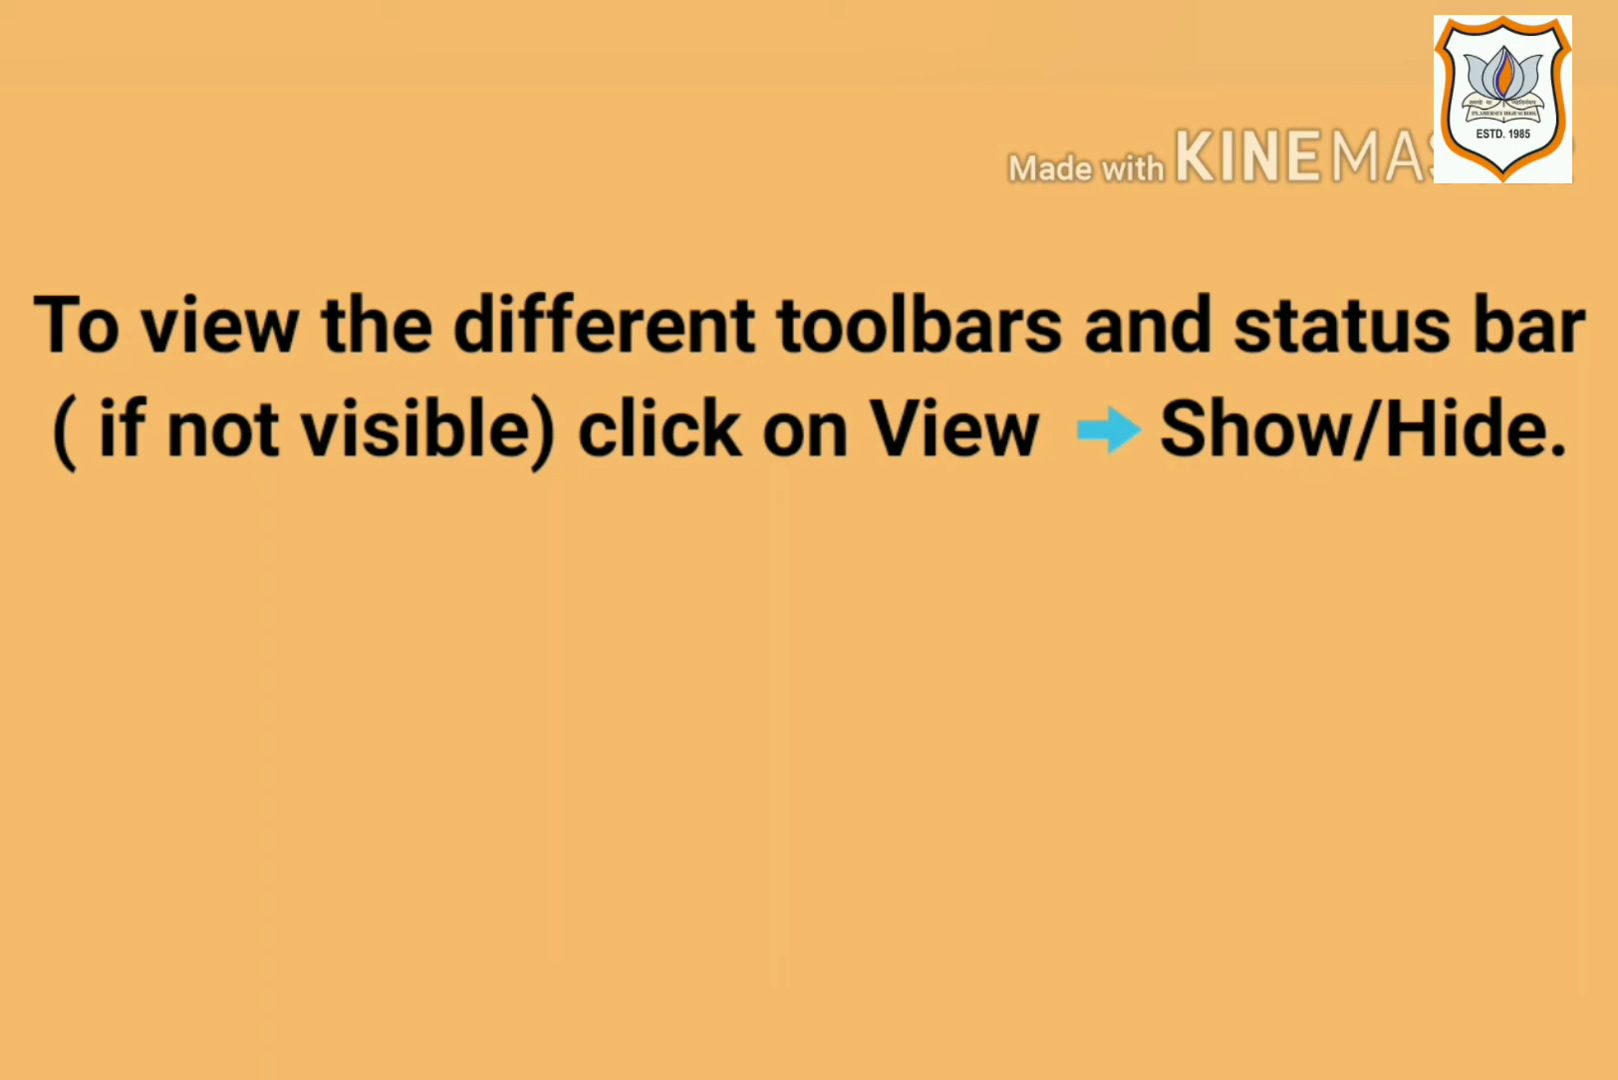 Made with KINEMAS
To view the different toolbars and status bar
( if not visible) click on View ➡ Show/Hide.
ESTD. 1985